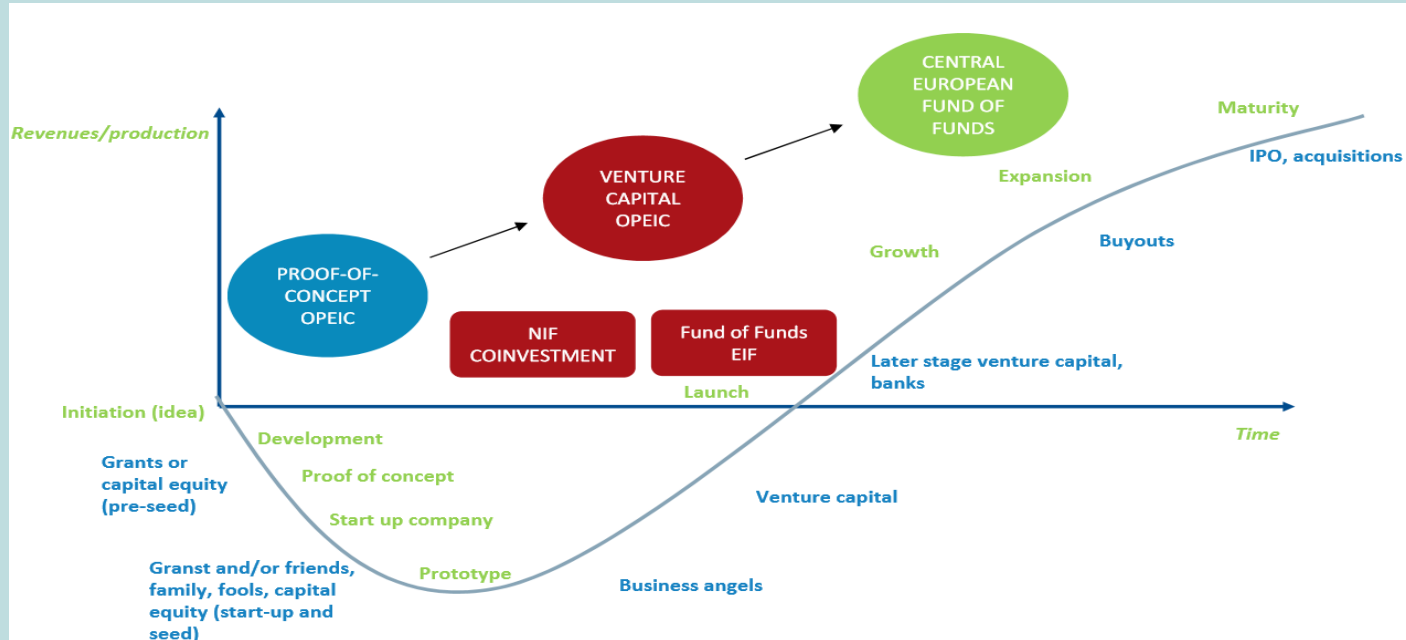 CENTRAL
EUROPEAN
FUND OF
FUNDS
Maturity
Revenues/production
IPO, acquisitions
VENTURE
CAPITAL
OPEIC
Expansion
Buyouts
Growth
PROOF-OF-
CONCEPT
OPEIC
NIF
COINVESTMENT
Fund of Funds
EIF
Later stage venture capital,
banks
Launch
Initiation (idea)
Time
Development
Grants or
capital equity
(pre-seed)
Proof of concept
Venture capital
Start up company
Granst and/or friends,
family, fools, capital
equity (start-up and
seed)
Prototype
Business angels